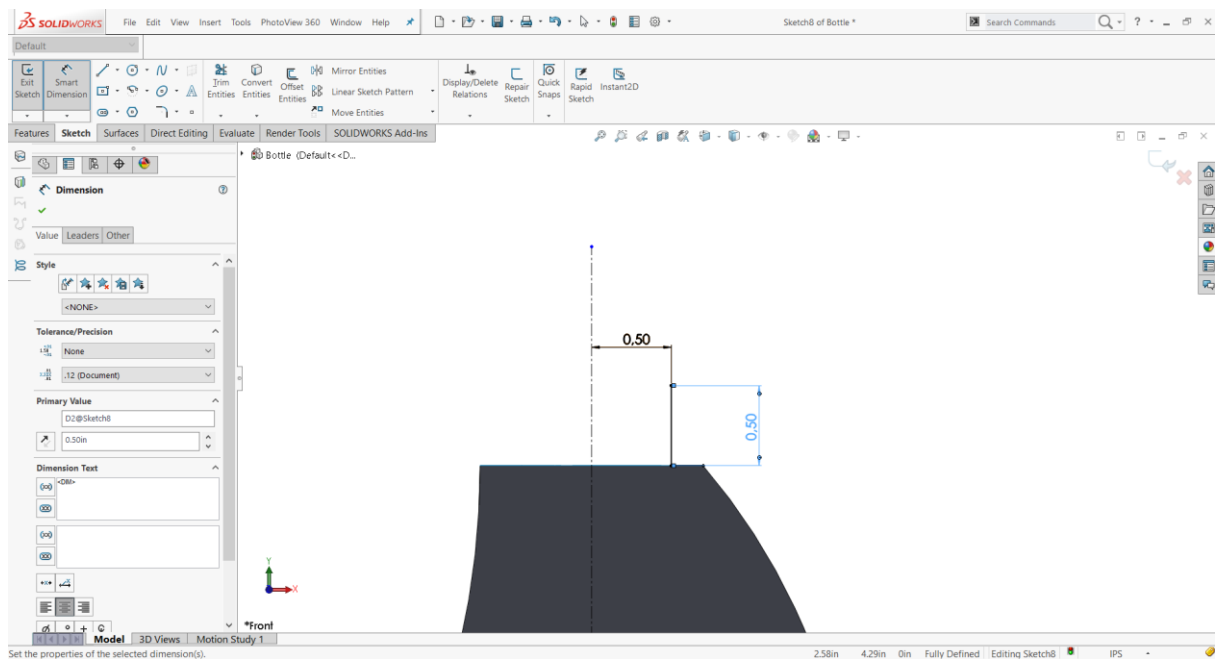 SOLIDWORKS File Edit View Insert Tools PhotoView 360 Window Help Sketch8 of Bottle * Search Commands ?
Default
Exit Sketch
Smart Dimension
Trim Entities
Convert Entities
Offset Entities
Mirror Entities
Linear Sketch Pattern
Move Entities
Display/Delete Relations
Repair Sketch
Quick Snaps
Rapid Sketch
Instant2D
Features Sketch Surfaces Direct Editing Evaluate Render Tools SOLIDWORKS Add-Ins
Bottle (Default<<D...
Dimension
Value Leaders Other
Style
<NONE>
Tolerance/Precision
None
.12 (Document)
Primary Value
D2@Sketch8
0.50in
Dimension Text
<DIM>
0,50
0,50
Y
X
*Front
Model 3D Views Motion Study 1
Set the properties of the selected dimension(s). 2.58in 4.29in 0in Fully Defined Editing Sketch8 IPS -